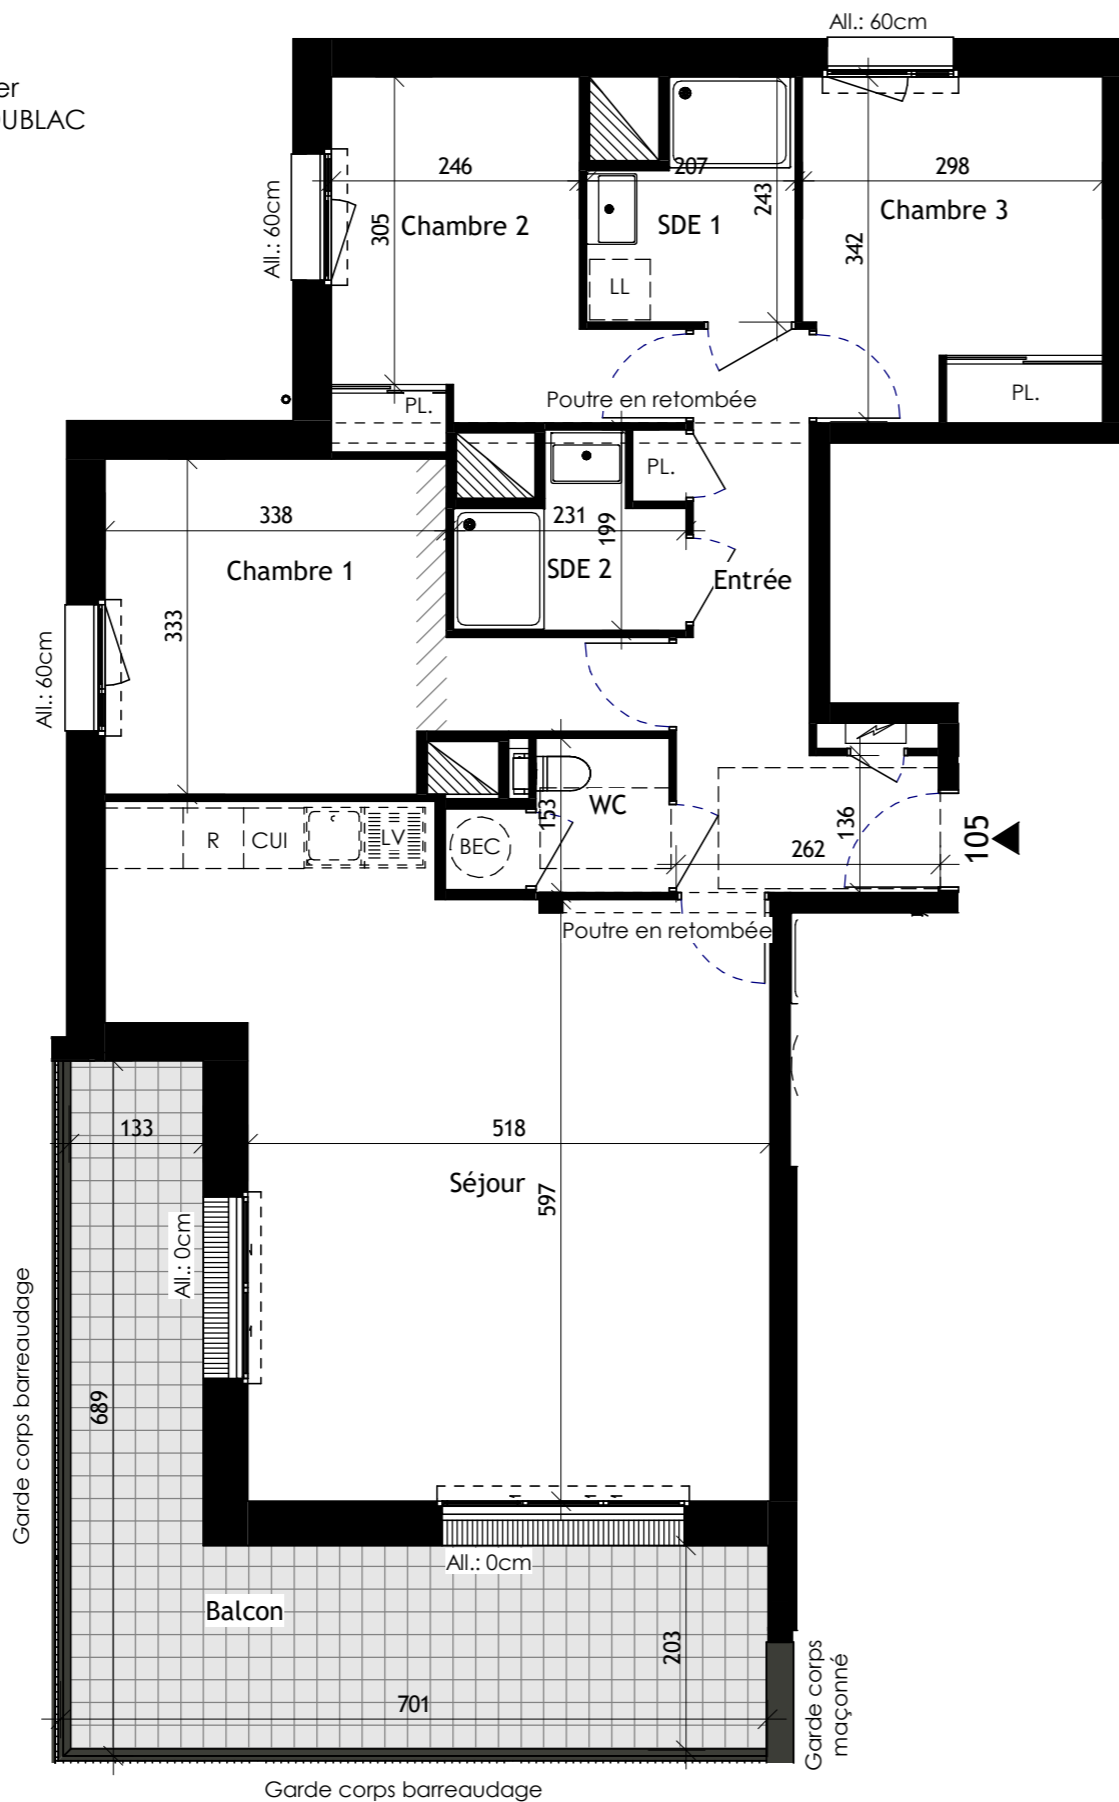 All.: 60cm
er
OUBLAC
246
207
298
Chambre 2
SDE 1
Chambre 3
All.: 60cm
305
243
342
LL
PL.
Poutre en retombée
PL.
PL.
338
231
199
Chambre 1
SDE 2
Entrée
333
All.: 60cm
R
CUI
LV
BEC
153
WC
136
262
105
Poutre en retombée
133
518
Séjour
597
All.: 0cm
Garde corps barreaudage
689
All.: 0cm
Balcon
203
701
Garde corps
maçonné
Garde corps barreaudage